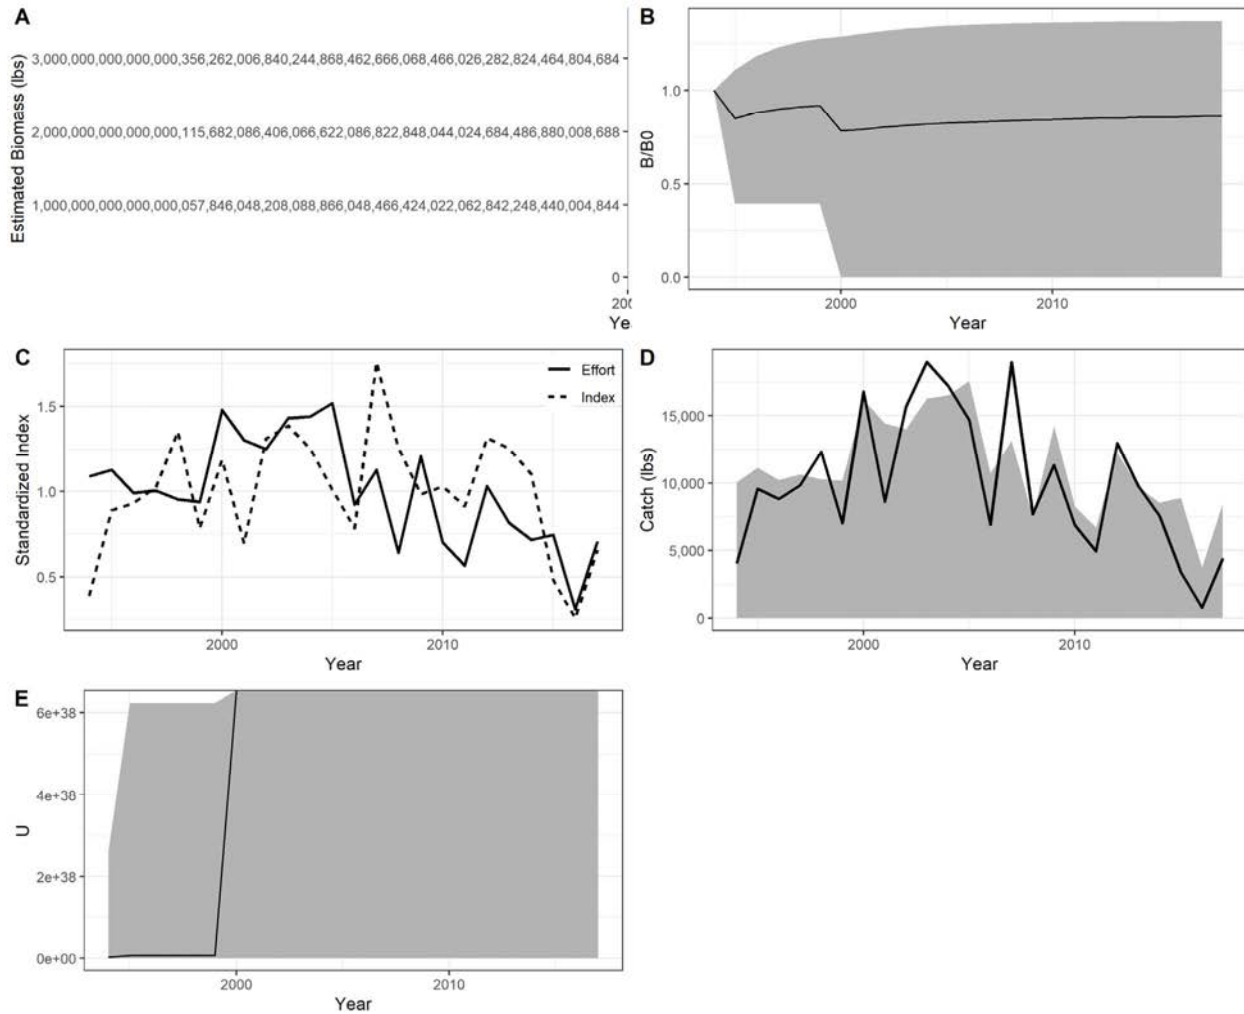 A
Estimated Biomass (lbs)
3,000,000,000,000,000,356,262,006,840,244,868,462,666,068,466,026,282,824,464,804,684
2,000,000,000,000,000,115,682,086,406,066,622,086,822,848,044,024,684,486,880,008,688
1,000,000,000,000,000,057,846,048,208,088,866,048,466,424,022,062,842,248,440,004,844
0
200
Ye
B
B/B0
1.0
0.5
0.0
2000
2010
Year
C
Standardized Index
1.5
1.0
0.5
Effort
Index
2000
2010
Year
D
Catch (lbs)
15,000
10,000
5,000
0
2000
2010
Year
E
U
6e+38
4e+38
2e+38
0e+00
2000
2010
Year